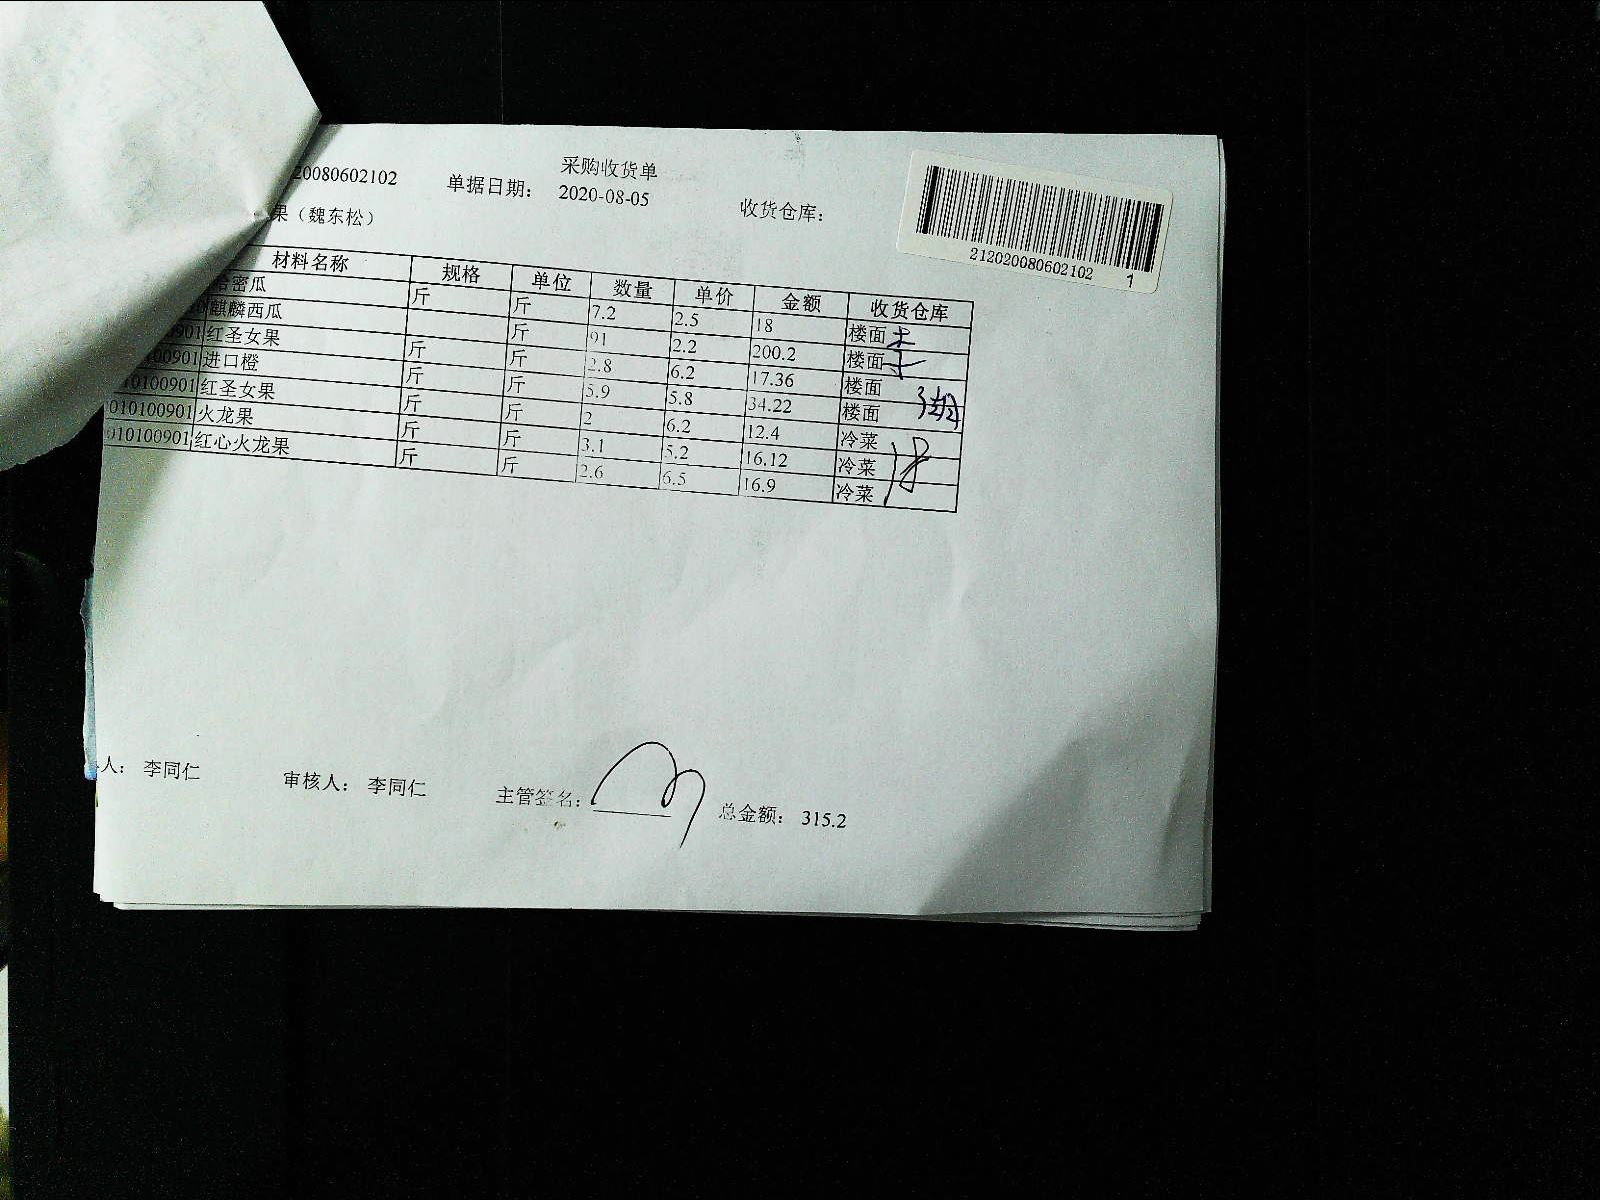 采购收货单
20080602102 单据日期： 2020-08-05 收货仓库：
果（魏东松）
212020080602102 1
材料名称 规格 单位 数量 单价 金额 收货仓库
密瓜 斤 斤 7.2 2.5 18 楼面
麒麟西瓜 斤 91 2.2 200.2 楼面
0901 红圣女果 斤 斤 2.8 6.2 17.36 楼面
0100901 进口橙 斤 斤 5.9 5.8 34.22 楼面
10100901 红圣女果 斤 斤 2 6.2 12.4 冷菜
010100901 火龙果 斤 斤 3.1 5.2 16.12 冷菜
010100901 红心火龙果 斤 斤 2.6 6.5 16.9 冷菜
人： 李同仁 审核人： 李同仁 主管签名： 总金额： 315.2